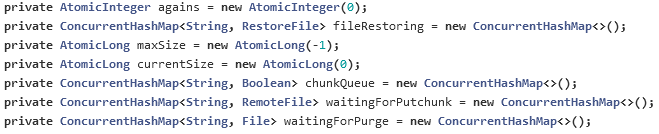 private AtomicInteger agains = new AtomicInteger(0);
private ConcurrentHashMap<String, RestoreFile> fileRestoring = new ConcurrentHashMap<>();
private AtomicLong maxSize = new AtomicLong(-1);
private AtomicLong currentSize = new AtomicLong(0);
private ConcurrentHashMap<String, Boolean> chunkQueue = new ConcurrentHashMap<>();
private ConcurrentHashMap<String, RemoteFile> waitingForPutchunk = new ConcurrentHashMap<>();
private ConcurrentHashMap<String, File> waitingForPurge = new ConcurrentHashMap<>();